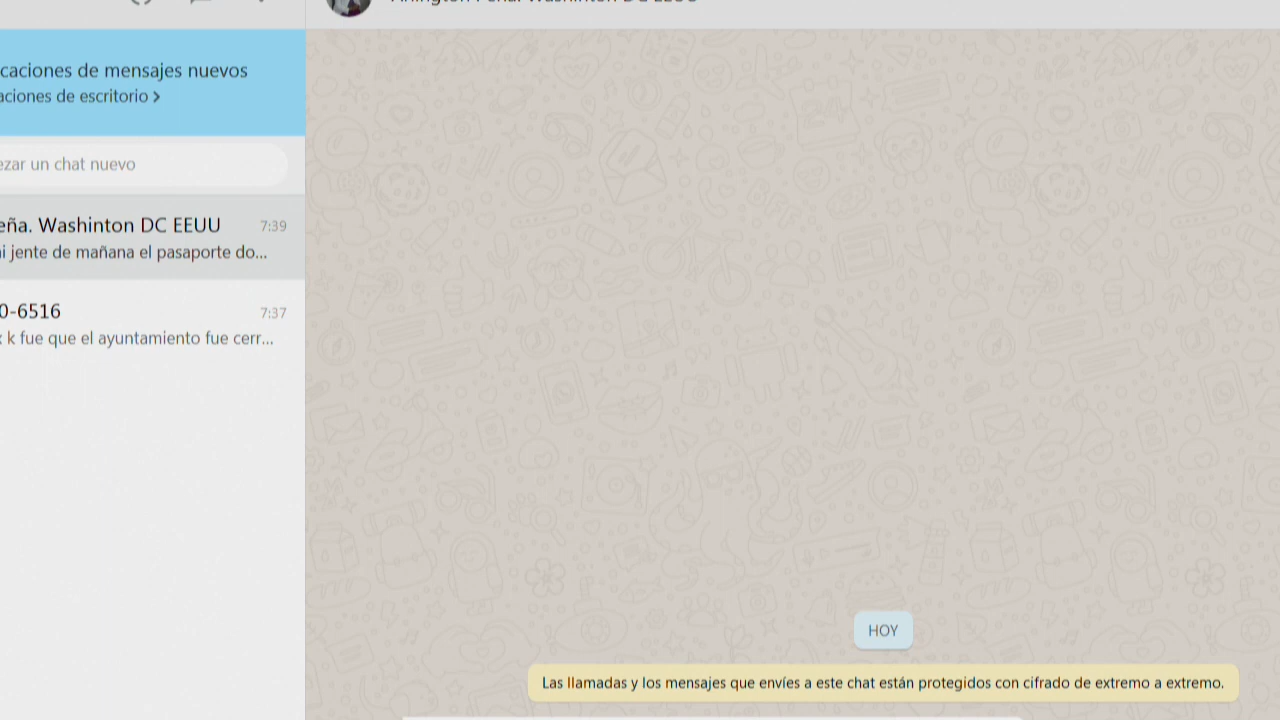 caciones de mensajes nuevos
aciones de escritorio
ezar un chat nuevo
eña. Washinton DC EEUU 7:39
i jente de mañana el pasaporte do...
0-6516 7:37
k fue que el ayuntamiento fue cerr...
HOY
Las llamadas y los mensajes que envíes a este chat están protegidos con cifrado de extremo a extremo.